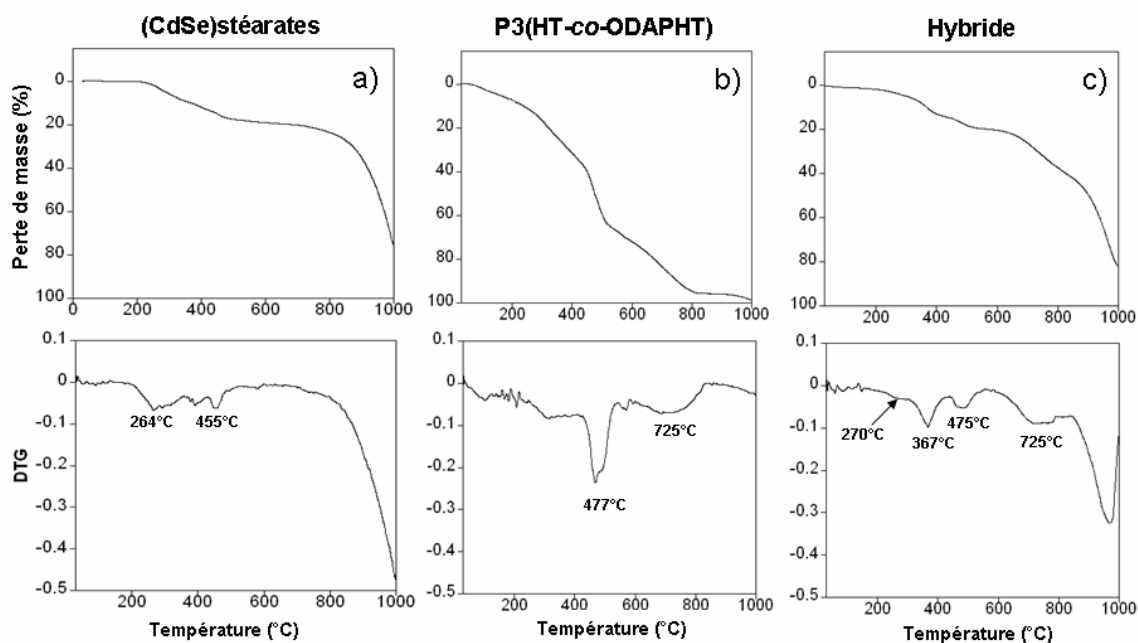 (CdSe)stéarates
P3(HT-co-ODAPHT)
Hybride
a)
b)
c)
Perte de masse (%)
0
20
40
60
80
100
0 200 400 600 800 1000
0
20
40
60
80
100
0 200 400 600 800 1000
0
20
40
60
80
100
200 400 600 800 1000
DTG
0.1
0
-0.1
-0.2
-0.3
-0.4
-0.5
264°C
455°C
200 400 600 800 1000
Température (°C)
0.1
0
-0.1
-0.2
-0.3
-0.4
-0.5
477°C
725°C
200 400 600 800 1000
Température (°C)
0.1
0
-0.1
-0.2
-0.3
-0.4
-0.5
270°C
367°C
475°C
725°C
200 400 600 800 1000
Température (°C)